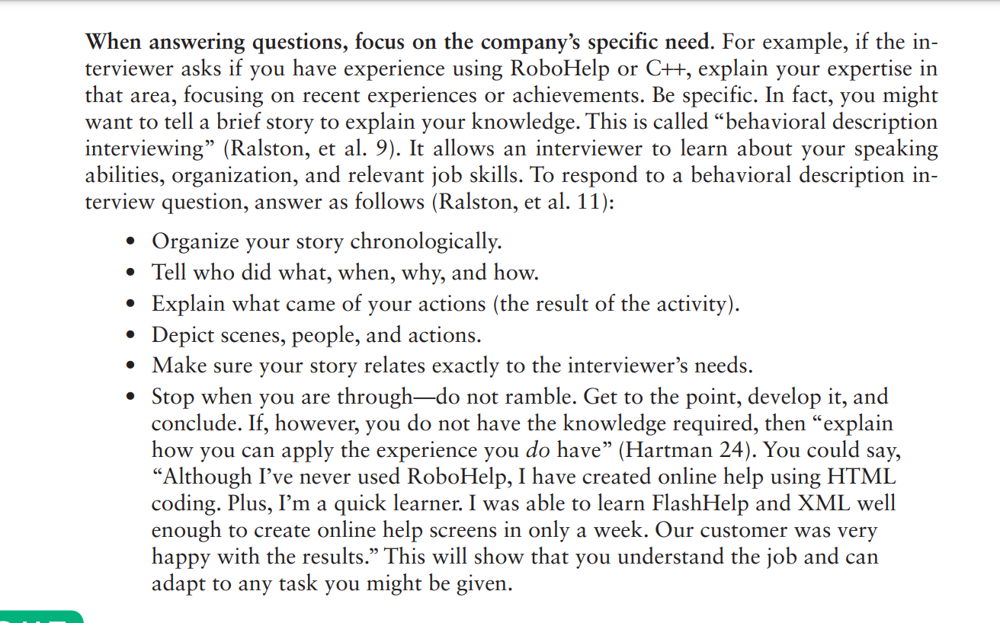 When answering questions, focus on the company’s specific need. For example, if the in-
terviewer asks if you have experience using RoboHelp or C++, explain your expertise in
that area, focusing on recent experiences or achievements. Be specific. In fact, you might
want to tell a brief story to explain your knowledge. This is called “behavioral description
interviewing” (Ralston, et al. 9). It allows an interviewer to learn about your speaking
abilities, organization, and relevant job skills. To respond to a behavioral description in-
terview question, answer as follows (Ralston, et al. 11):
• Organize your story chronologically.
• Tell who did what, when, why, and how.
• Explain what came of your actions (the result of the activity).
• Depict scenes, people, and actions.
• Make sure your story relates exactly to the interviewer’s needs.
• Stop when you are through—do not ramble. Get to the point, develop it, and
conclude. If, however, you do not have the knowledge required, then “explain
how you can apply the experience you do have” (Hartman 24). You could say,
“Although I’ve never used RoboHelp, I have created online help using HTML
coding. Plus, I’m a quick learner. I was able to learn FlashHelp and XML well
enough to create online help screens in only a week. Our customer was very
happy with the results.” This will show that you understand the job and can
adapt to any task you might be given.